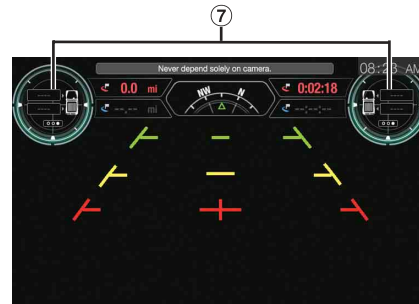 ⑦
Never depend solely on camera.
08:23 AM
0.0 mi
NW N
0:02:18
--.-- mi
--:--:--